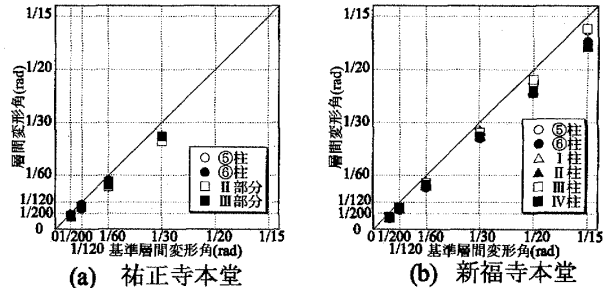 1/15
1/20
1/30
1/60
1/120
1/200
0
層間変形角(rad)
⑤柱
⑥柱
II部分
III部分
0 1/200 1/60 1/30 1/20 1/15
1/120 基準層間変形角(rad)
(a) 祐正寺本堂
1/15
1/20
1/30
1/60
1/120
1/200
0
層間変形角(rad)
⑤柱
⑥柱
I柱
II柱
III柱
IV柱
0 1/200 1/60 1/30 1/20 1/15
1/120 基準層間変形角(rad)
(b) 新福寺本堂